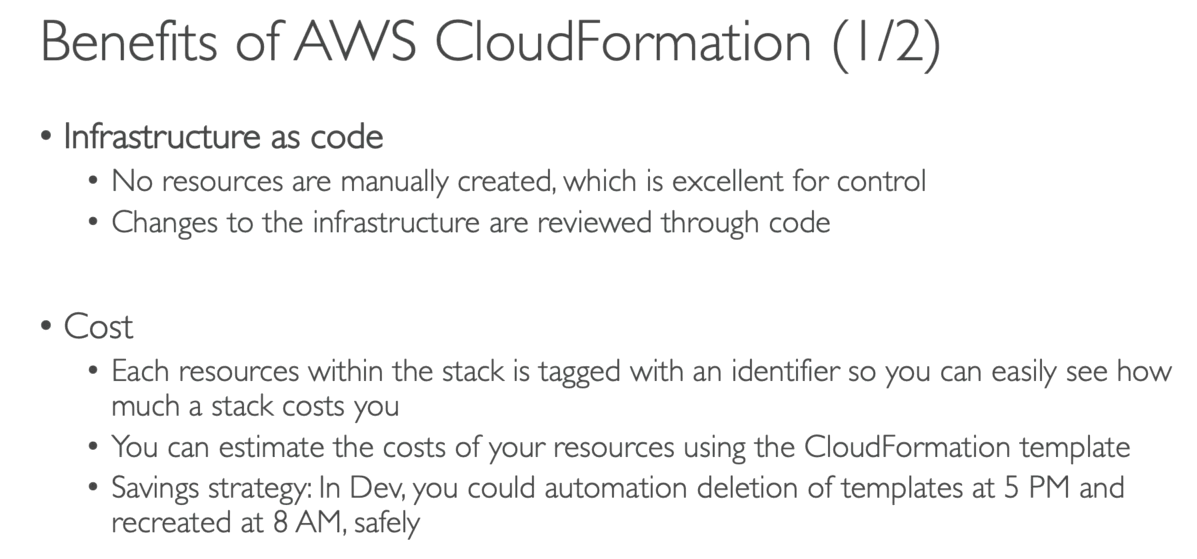 Benefits of AWS CloudFormation (1/2)
• Infrastructure as code
• No resources are manually created, which is excellent for control
• Changes to the infrastructure are reviewed through code
• Cost
• Each resources within the stack is tagged with an identifier so you can easily see how
much a stack costs you
• You can estimate the costs of your resources using the CloudFormation template
• Savings strategy: In Dev, you could automation deletion of templates at 5 PM and
recreated at 8 AM, safely